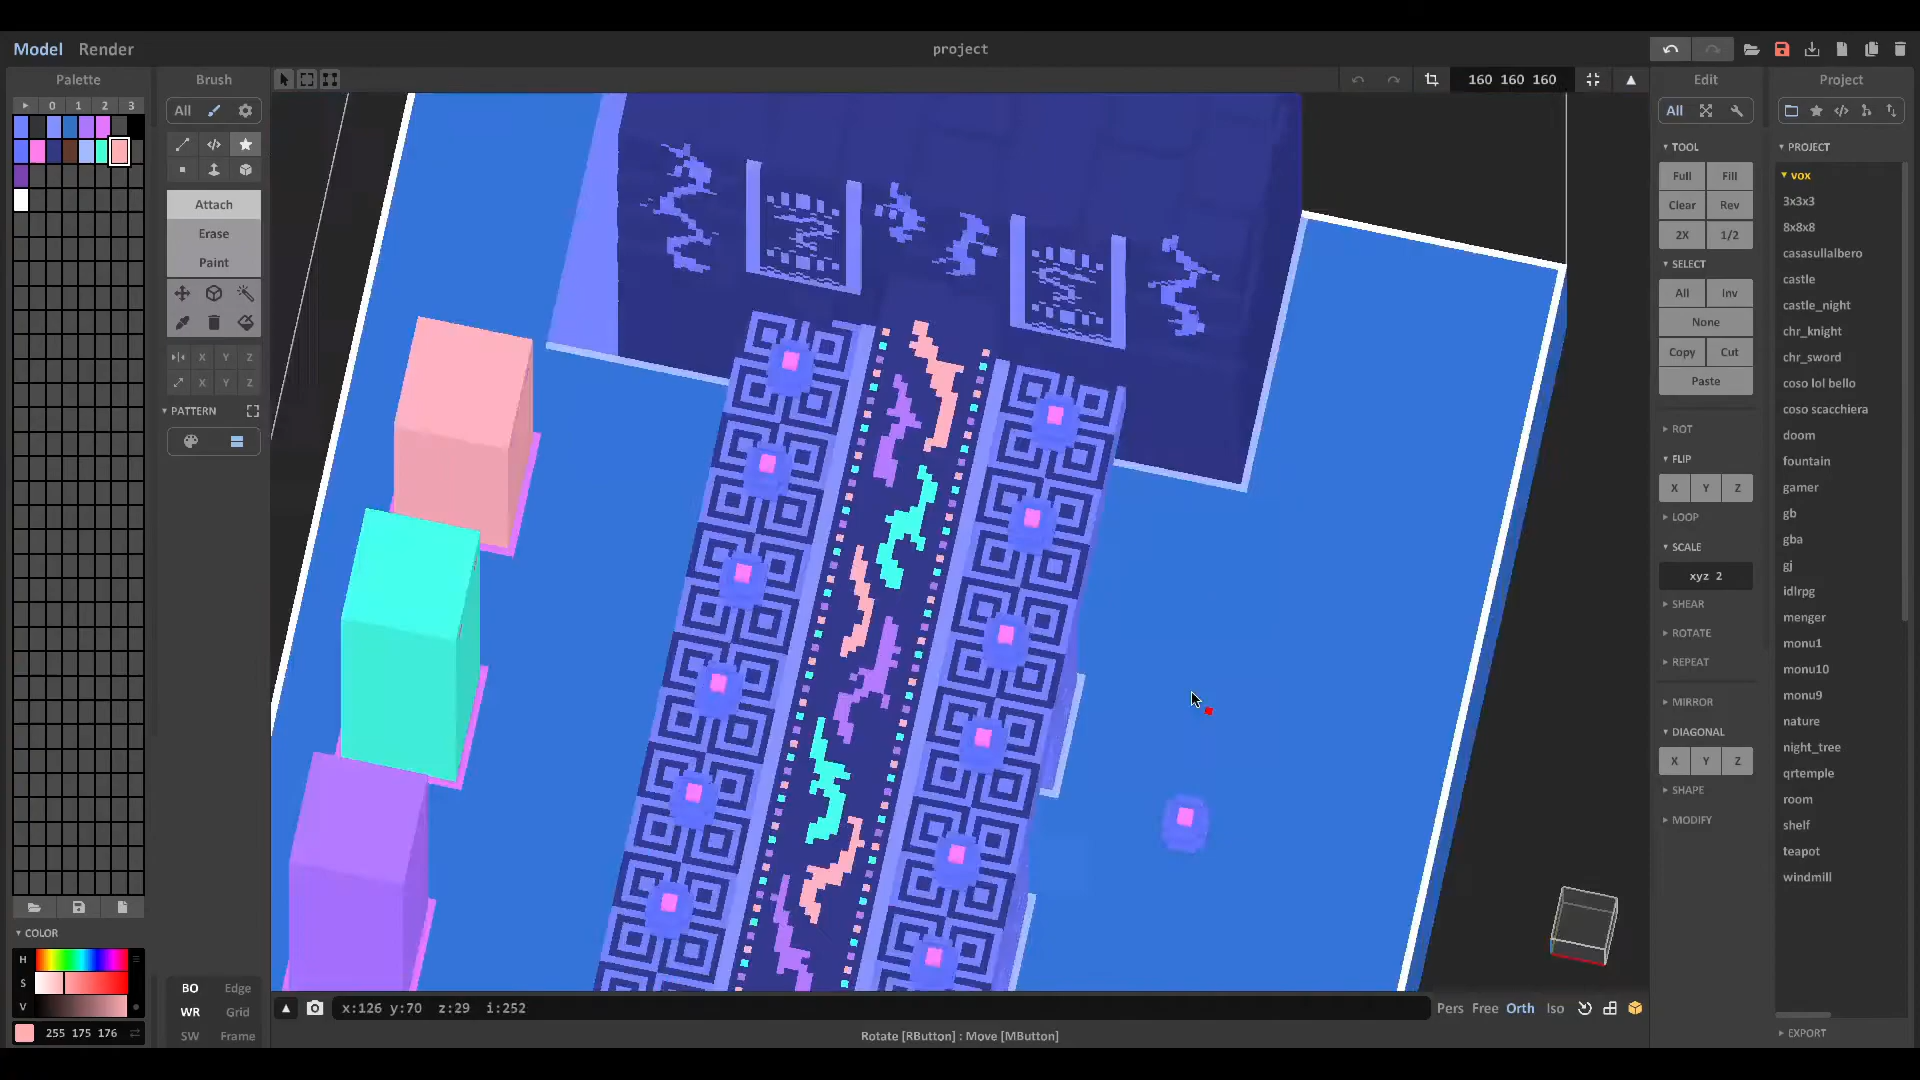 Model Render
project
Palette
Brush
160 160 160
Edit
Project
0 1 2 3
All
All
TOOL
PROJECT
Full Fill
vox
Attach
Clear Rev
3x3x3
Erase
2X 1/2
8x8x8
Paint
casasullalbero
SELECT
castle
All Inv
castle_night
None
chr_knight
X Y Z
Copy Cut
chr_sword
X Y Z
Paste
coso lol bello
PATTERN
coso scacchiera
ROT
doom
FLIP
fountain
X Y Z
gamer
LOOP
gb
SCALE
gba
xyz 2
gj
SHEAR
idlrpg
ROTATE
menger
REPEAT
monu1
monu10
MIRROR
monu9
DIAGONAL
nature
X Y Z
night_tree
SHAPE
qrtemple
MODIFY
room
shelf
teapot
windmill
COLOR
H
S
V
255 175 176
BO Edge
WR Grid
SW Frame
x:126 y:70 z:29 i:252
Pers Free Orth Iso
Rotate [RButton] : Move [MButton]
EXPORT